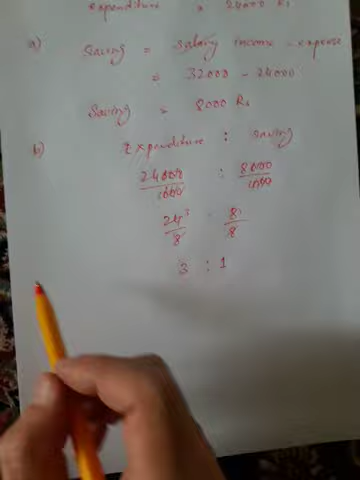 expenditure = 24000 Rs
a) Saving = salary income - expense
= 32000 - 24000
Saving = 8000 Rs
b) Expenditure : saving
24000/1000 : 8000/1000
24/8 3 : 8/8
3 : 1